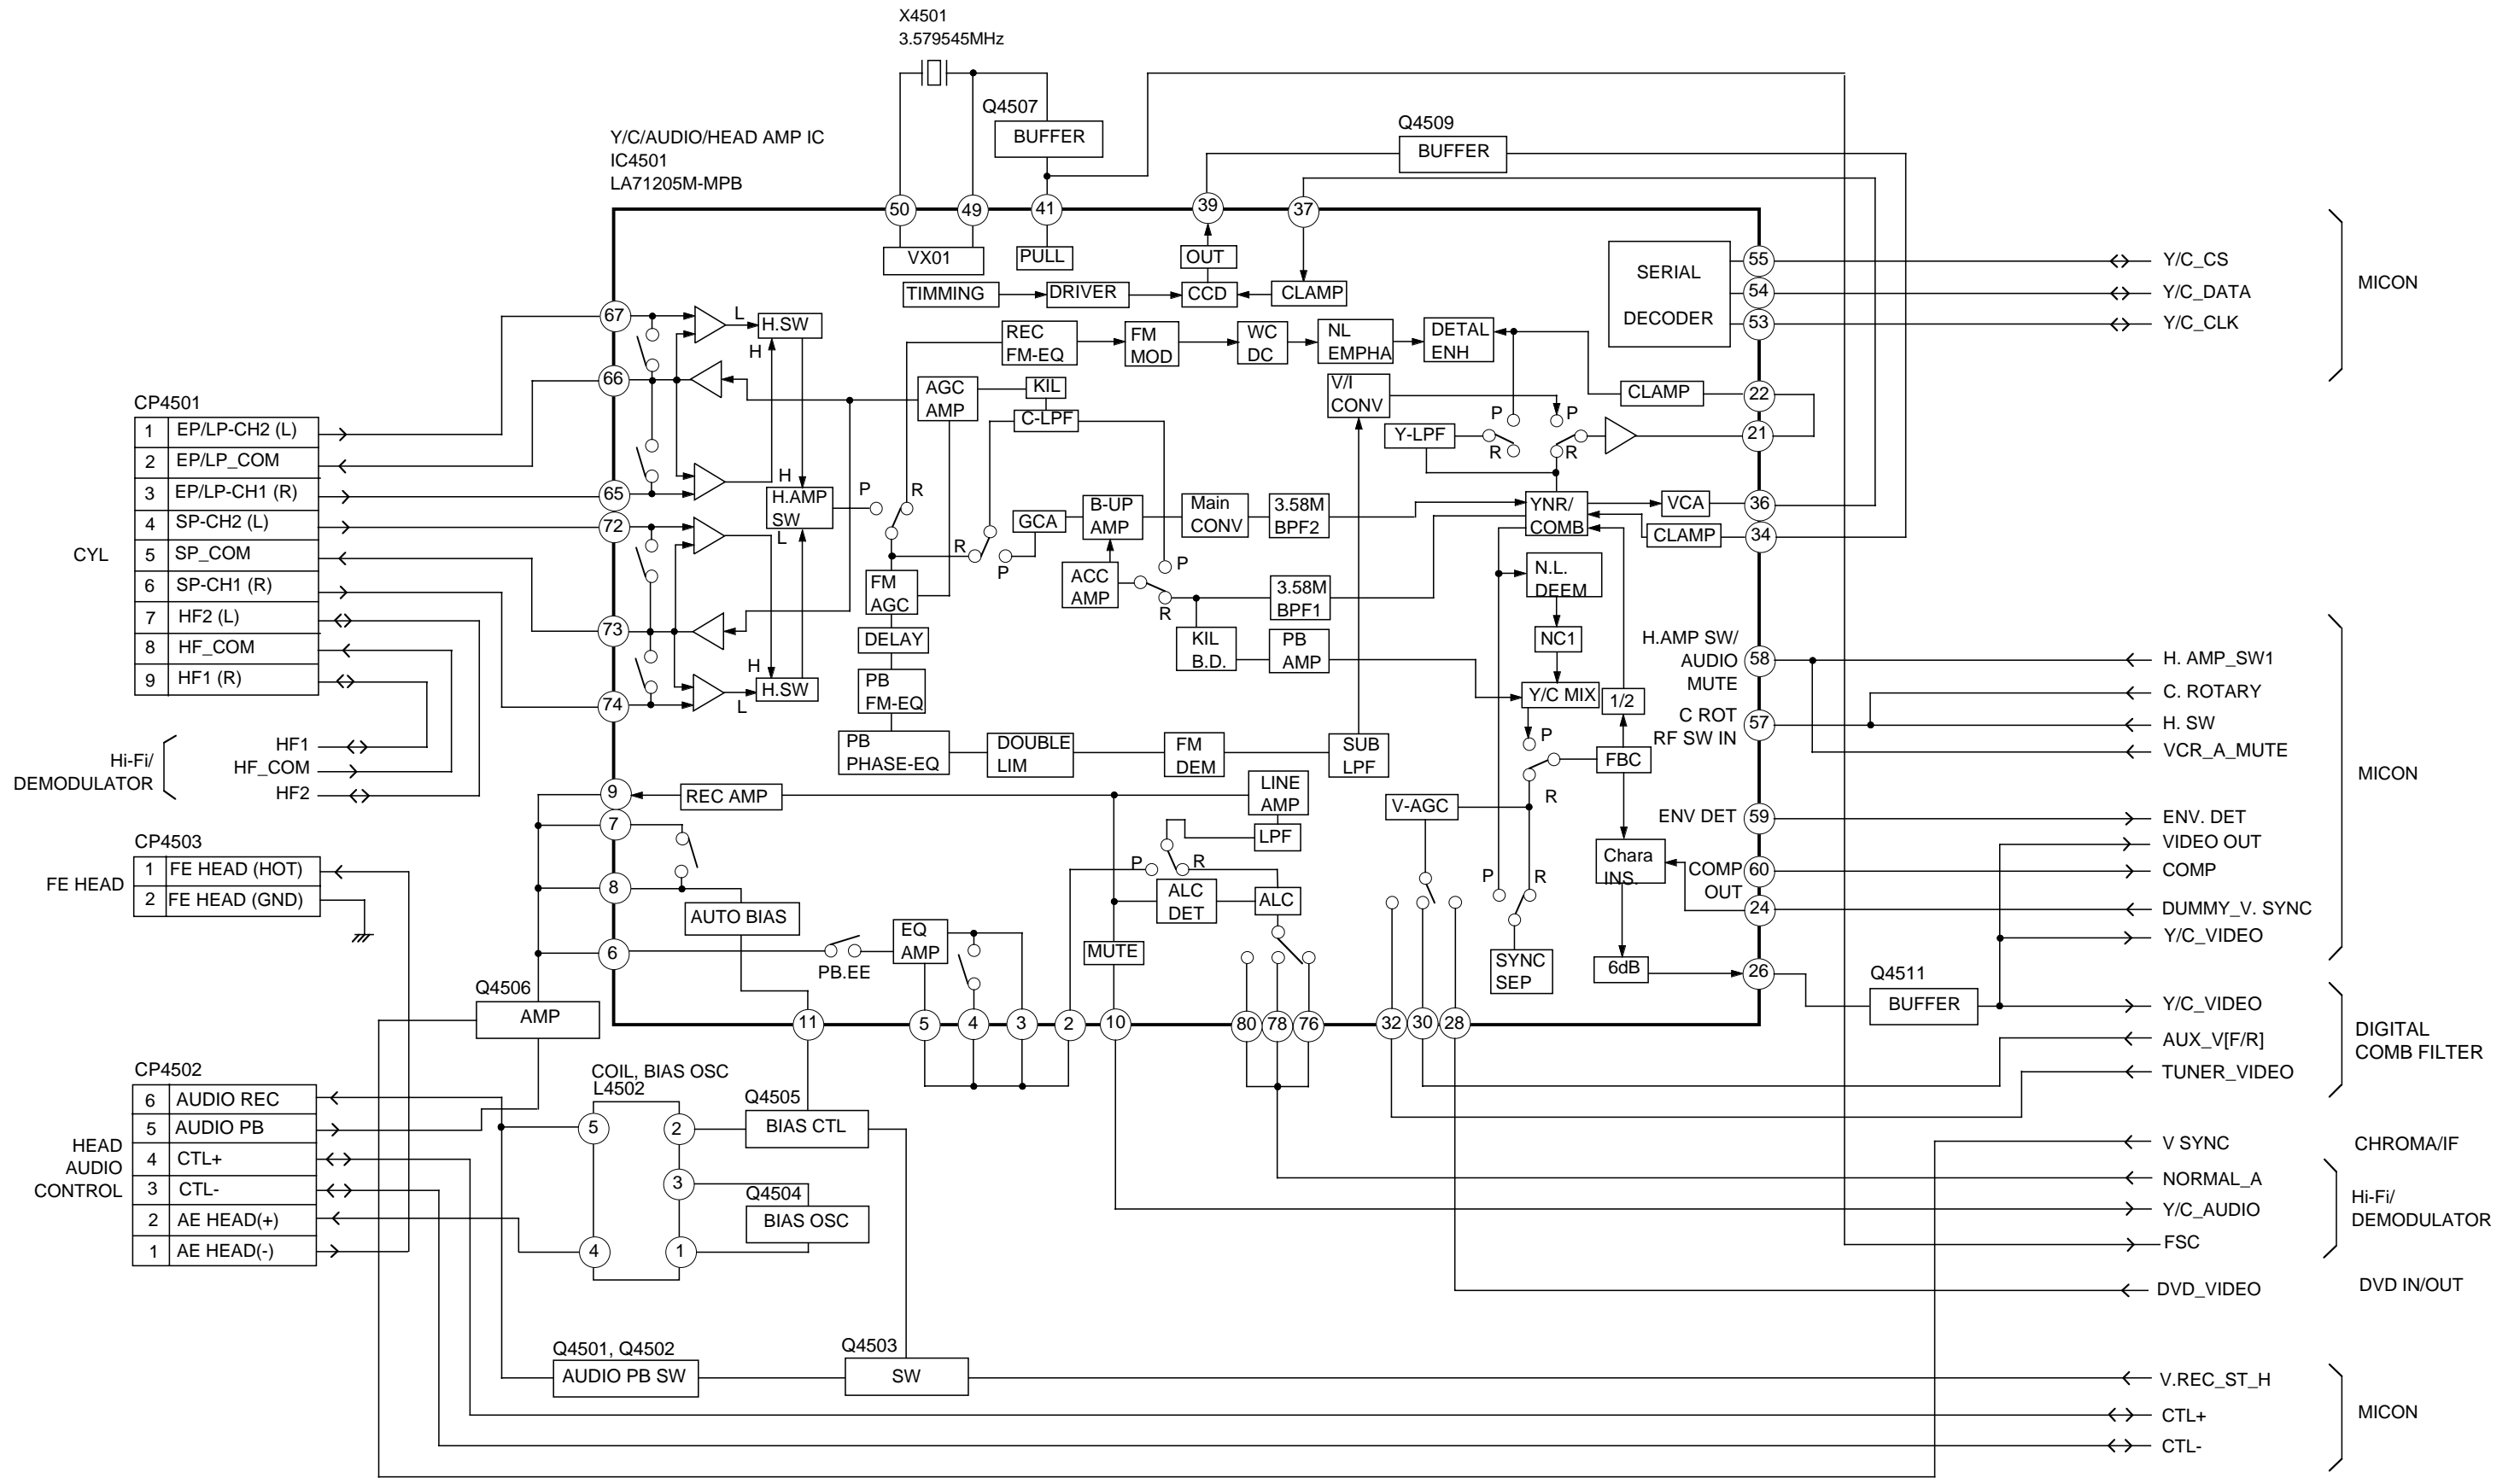 X4501
3.579545MHz
Q4507
BUFFER
Q4509
BUFFER
Y/C/AUDIO/HEAD AMP IC
IC4501
LA71205M-MPB
50
49
41
39
37
VX01
PULL
OUT
TIMMING
DRIVER
CCD
CLAMP
SERIAL
DECODER
55
54
53
Y/C_CS
Y/C_DATA
Y/C_CLK
MICON
67
66
65
72
73
74
L
H.SW
H
REC
FM-EQ
FM
MOD
WC
DC
NL
EMPHA
DETAL
ENH
AGC
AMP
KIL
C-LPF
V/I
CONV
CLAMP
22
21
P
P
Y-LPF
R
R
H
H.AMP
SW
L
P
R
GCA
B-UP
AMP
Main
CONV
3.58M
BPF2
YNR/
COMB
VCA
CLAMP
36
34
R
P
FM
AGC
ACC
AMP
P
R
3.58M
BPF1
N.L.
DEEM
DELAY
KIL
B.D.
PB
AMP
NC1
H
H.SW
L
PB
FM-EQ
Y/C MIX
1/2
PB
PHASE-EQ
DOUBLE
LIM
FM
DEM
SUB
LPF
P
FBC
R
H.AMP SW/
AUDIO
MUTE
58
C ROT
RF SW IN
57
H. AMP_SW1
C. ROTARY
H. SW
VCR_A_MUTE
MICON
CP4501
1 EP/LP-CH2 (L)
2 EP/LP_COM
3 EP/LP-CH1 (R)
4 SP-CH2 (L)
5 SP_COM
6 SP-CH1 (R)
7 HF2 (L)
8 HF_COM
9 HF1 (R)
CYL
Hi-Fi/
DEMODULATOR
HF1
HF_COM
HF2
9
7
8
6
REC AMP
LINE
AMP
LPF
V-AGC
ENV DET
59
ENV. DET
VIDEO OUT
CP4503
FE HEAD
1 FE HEAD (HOT)
2 FE HEAD (GND)
P
R
ALC
DET
ALC
P
R
Chara
INS.
COMP
OUT
60
24
COMP
DUMMY_V. SYNC
Y/C_VIDEO
AUTO BIAS
PB.EE
EQ
AMP
MUTE
SYNC
SEP
6dB
26
Q4511
BUFFER
Y/C_VIDEO
AUX_V[F/R]
TUNER_VIDEO
DIGITAL
COMB FILTER
Q4506
AMP
11
5
4
3
2
10
80
78
76
32
30
28
CP4502
6 AUDIO REC
5 AUDIO PB
4 CTL+
3 CTL-
2 AE HEAD(+)
1 AE HEAD(-)
HEAD
AUDIO
CONTROL
COIL, BIAS OSC
L4502
5
2
3
4
1
Q4505
BIAS CTL
Q4504
BIAS OSC
V SYNC
CHROMA/IF
NORMAL_A
Y/C_AUDIO
FSC
Hi-Fi/
DEMODULATOR
DVD_VIDEO
DVD IN/OUT
Q4501, Q4502
AUDIO PB SW
Q4503
SW
V.REC_ST_H
CTL+
CTL-
MICON